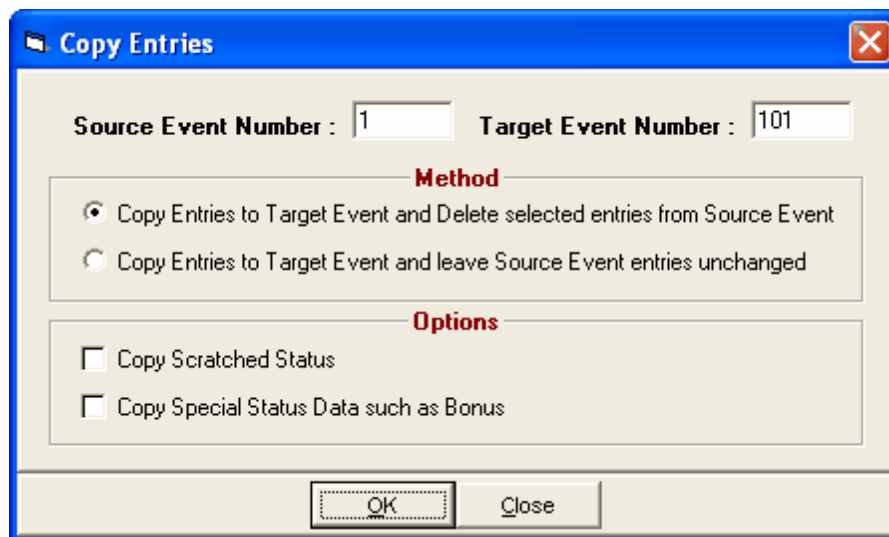 Copy Entries
Source Event Number : 1 Target Event Number : 101
Method
Copy Entries to Target Event and Delete selected entries from Source Event
Copy Entries to Target Event and leave Source Event entries unchanged
Options
Copy Scratched Status
Copy Special Status Data such as Bonus
OK Close